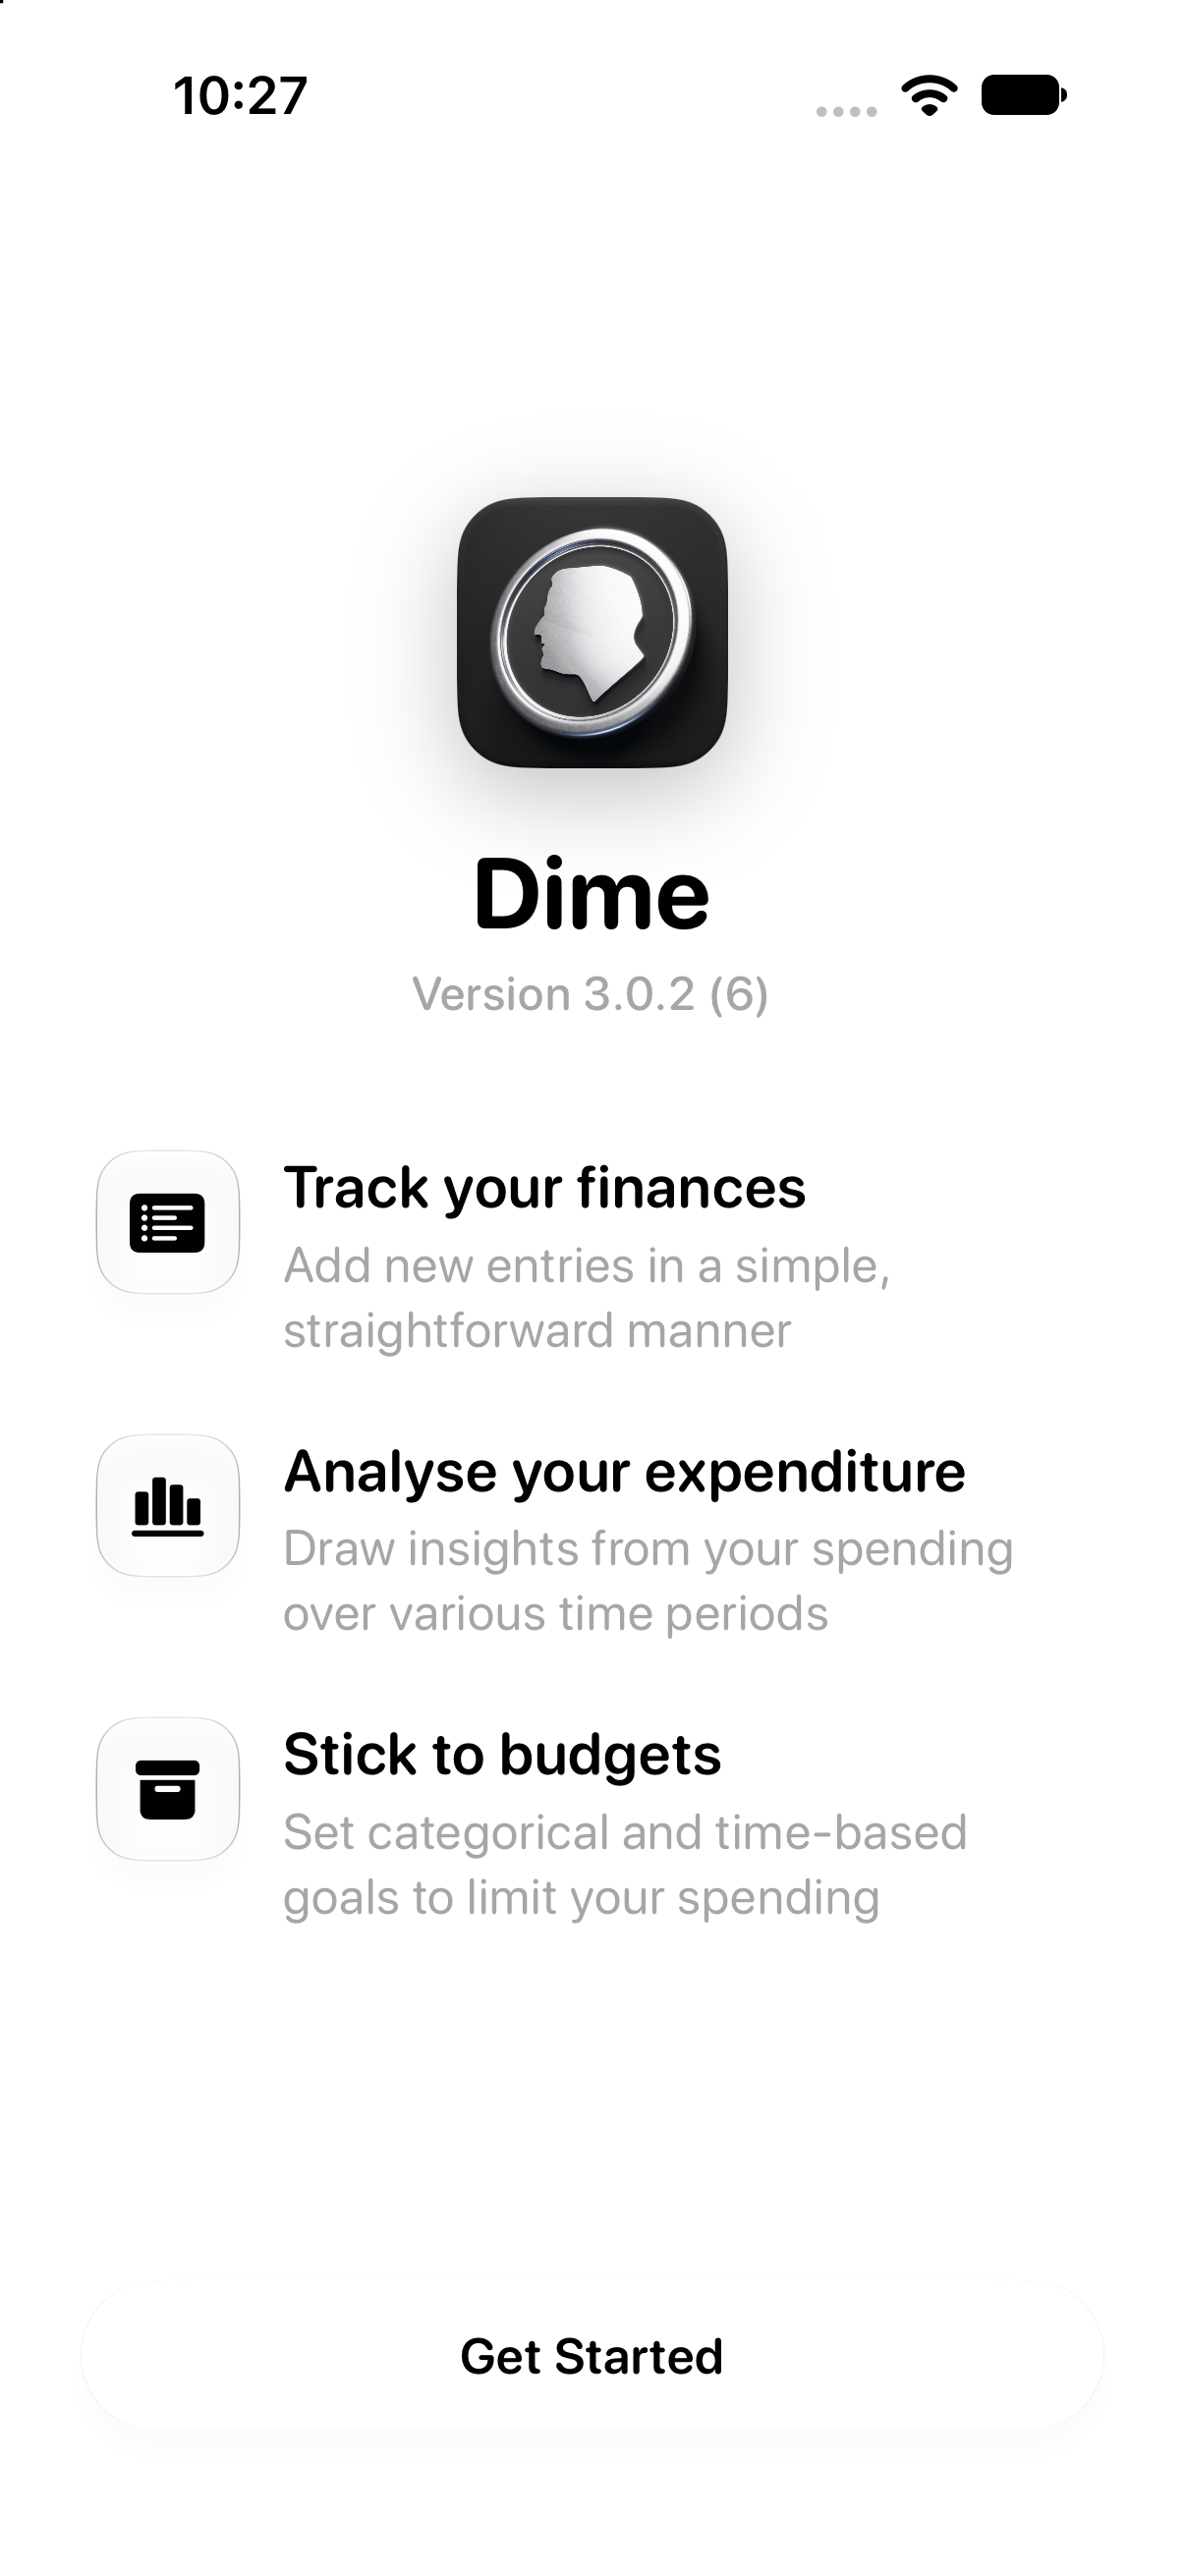 10:27
Dime
Version 3.0.2 (6)
Track your finances
Add new entries in a simple,
straightforward manner
Analyse your expenditure
Draw insights from your spending
over various time periods
Stick to budgets
Set categorical and time-based
goals to limit your spending
Get Started